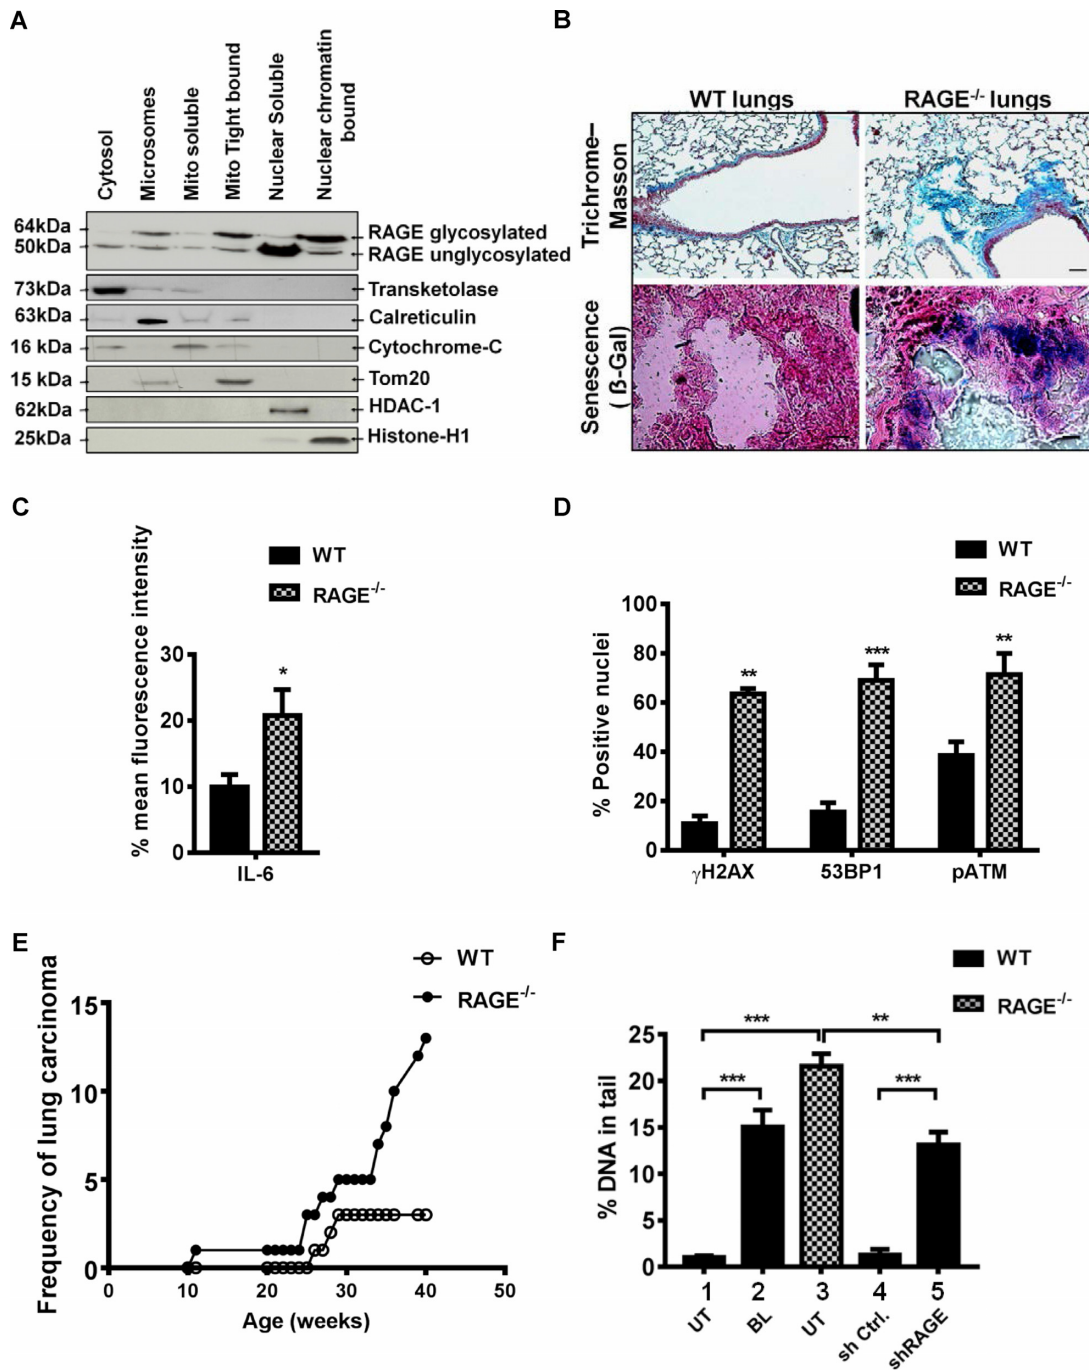 A
Cytosol
Microsomes
Mito soluble
Mito Tight bound
Nuclear Soluble
Nuclear chromatin
bound
64kDa
50kDa
RAGE glycosylated
RAGE unglycosylated
73kDa
Transketolase
63kDa
Calreticulin
16 kDa
Cytochrome-C
15 kDa
Tom20
62kDa
HDAC-1
25kDa
Histone-H1
B
WT lungs
RAGE-/- lungs
Trichrome–
Masson
Senescence
(ß-Gal)
C
WT
RAGE-/-
% mean fluorescence intensity
30
20
10
0
*
IL-6
D
WT
RAGE-/-
% Positive nuclei
100
80
60
40
20
0
**
***
**
γH2AX
53BP1
pATM
E
WT
RAGE-/-
Frequency of lung carcinoma
15
10
5
0
0
10
20
30
40
50
Age (weeks)
F
WT
RAGE-/-
% DNA in tail
25
20
15
10
5
0
***
**
***
***
1
2
3
4
5
UT
BL
UT
sh Ctrl.
shRAGE